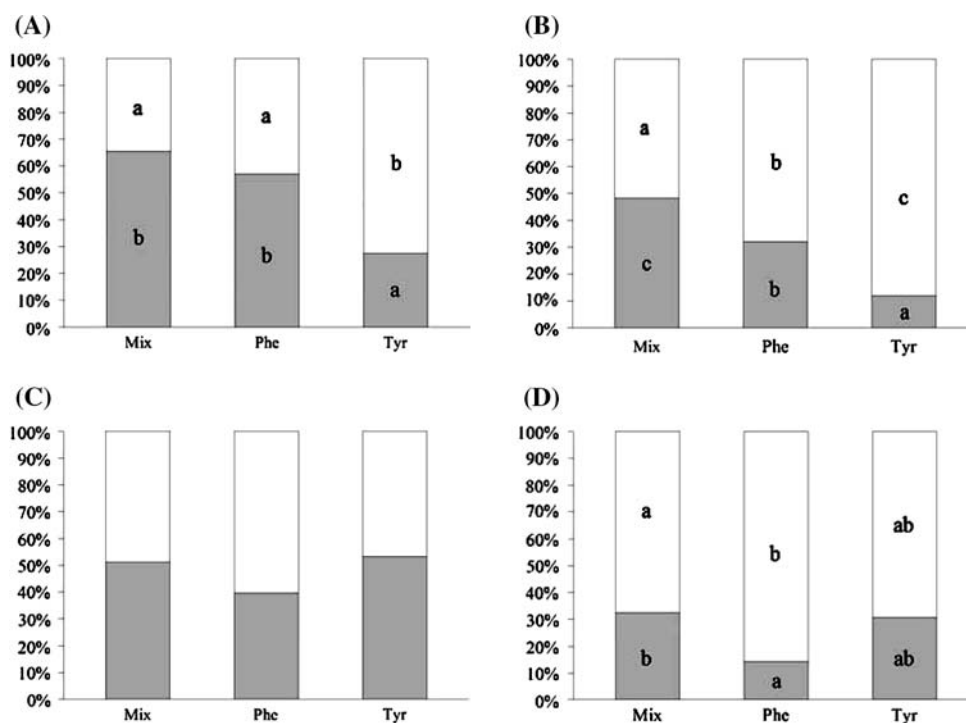 (A)
100%
90%
80%
70%
60%
50%
40%
30%
20%
10%
0%
a
a
b
b
b
a
Mix
Phe
Tyr
(B)
100%
90%
80%
70%
60%
50%
40%
30%
20%
10%
0%
a
b
c
c
b
a
Mix
Phe
Tyr
(C)
100%
90%
80%
70%
60%
50%
40%
30%
20%
10%
0%
Mix
Phe
Tyr
(D)
100%
90%
80%
70%
60%
50%
40%
30%
20%
10%
0%
a
b
ab
b
a
ab
Mix
Phe
Tyr